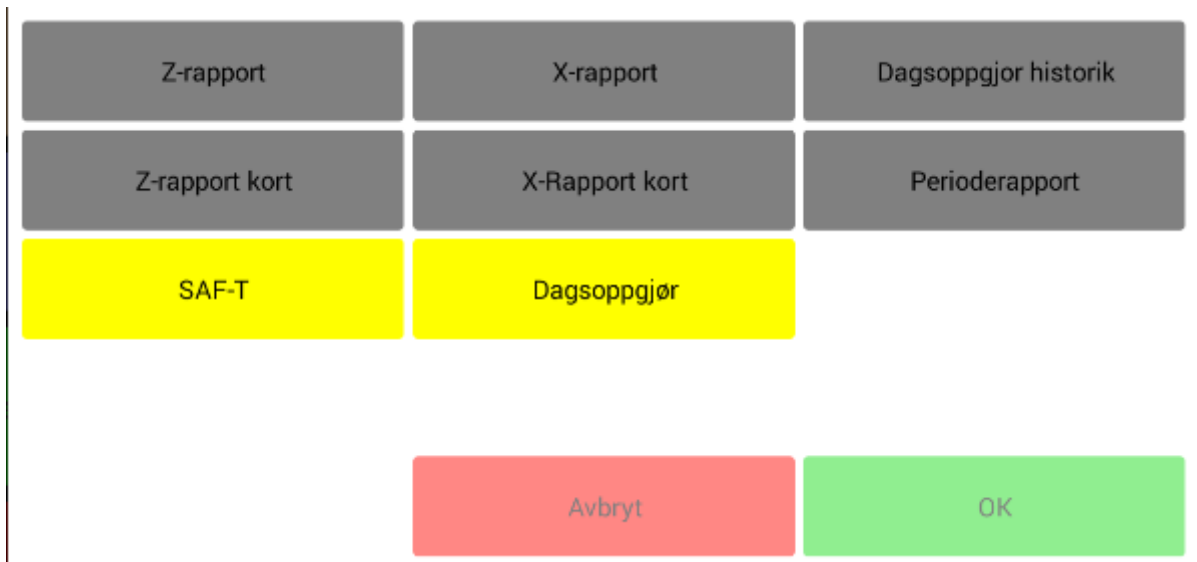 Z-rapport
X-rapport
Dagsoppgjor historik
Z-rapport kort
X-Rapport kort
Perioderapport
SAF-T
Dagsoppgjør
Avbryt
OK